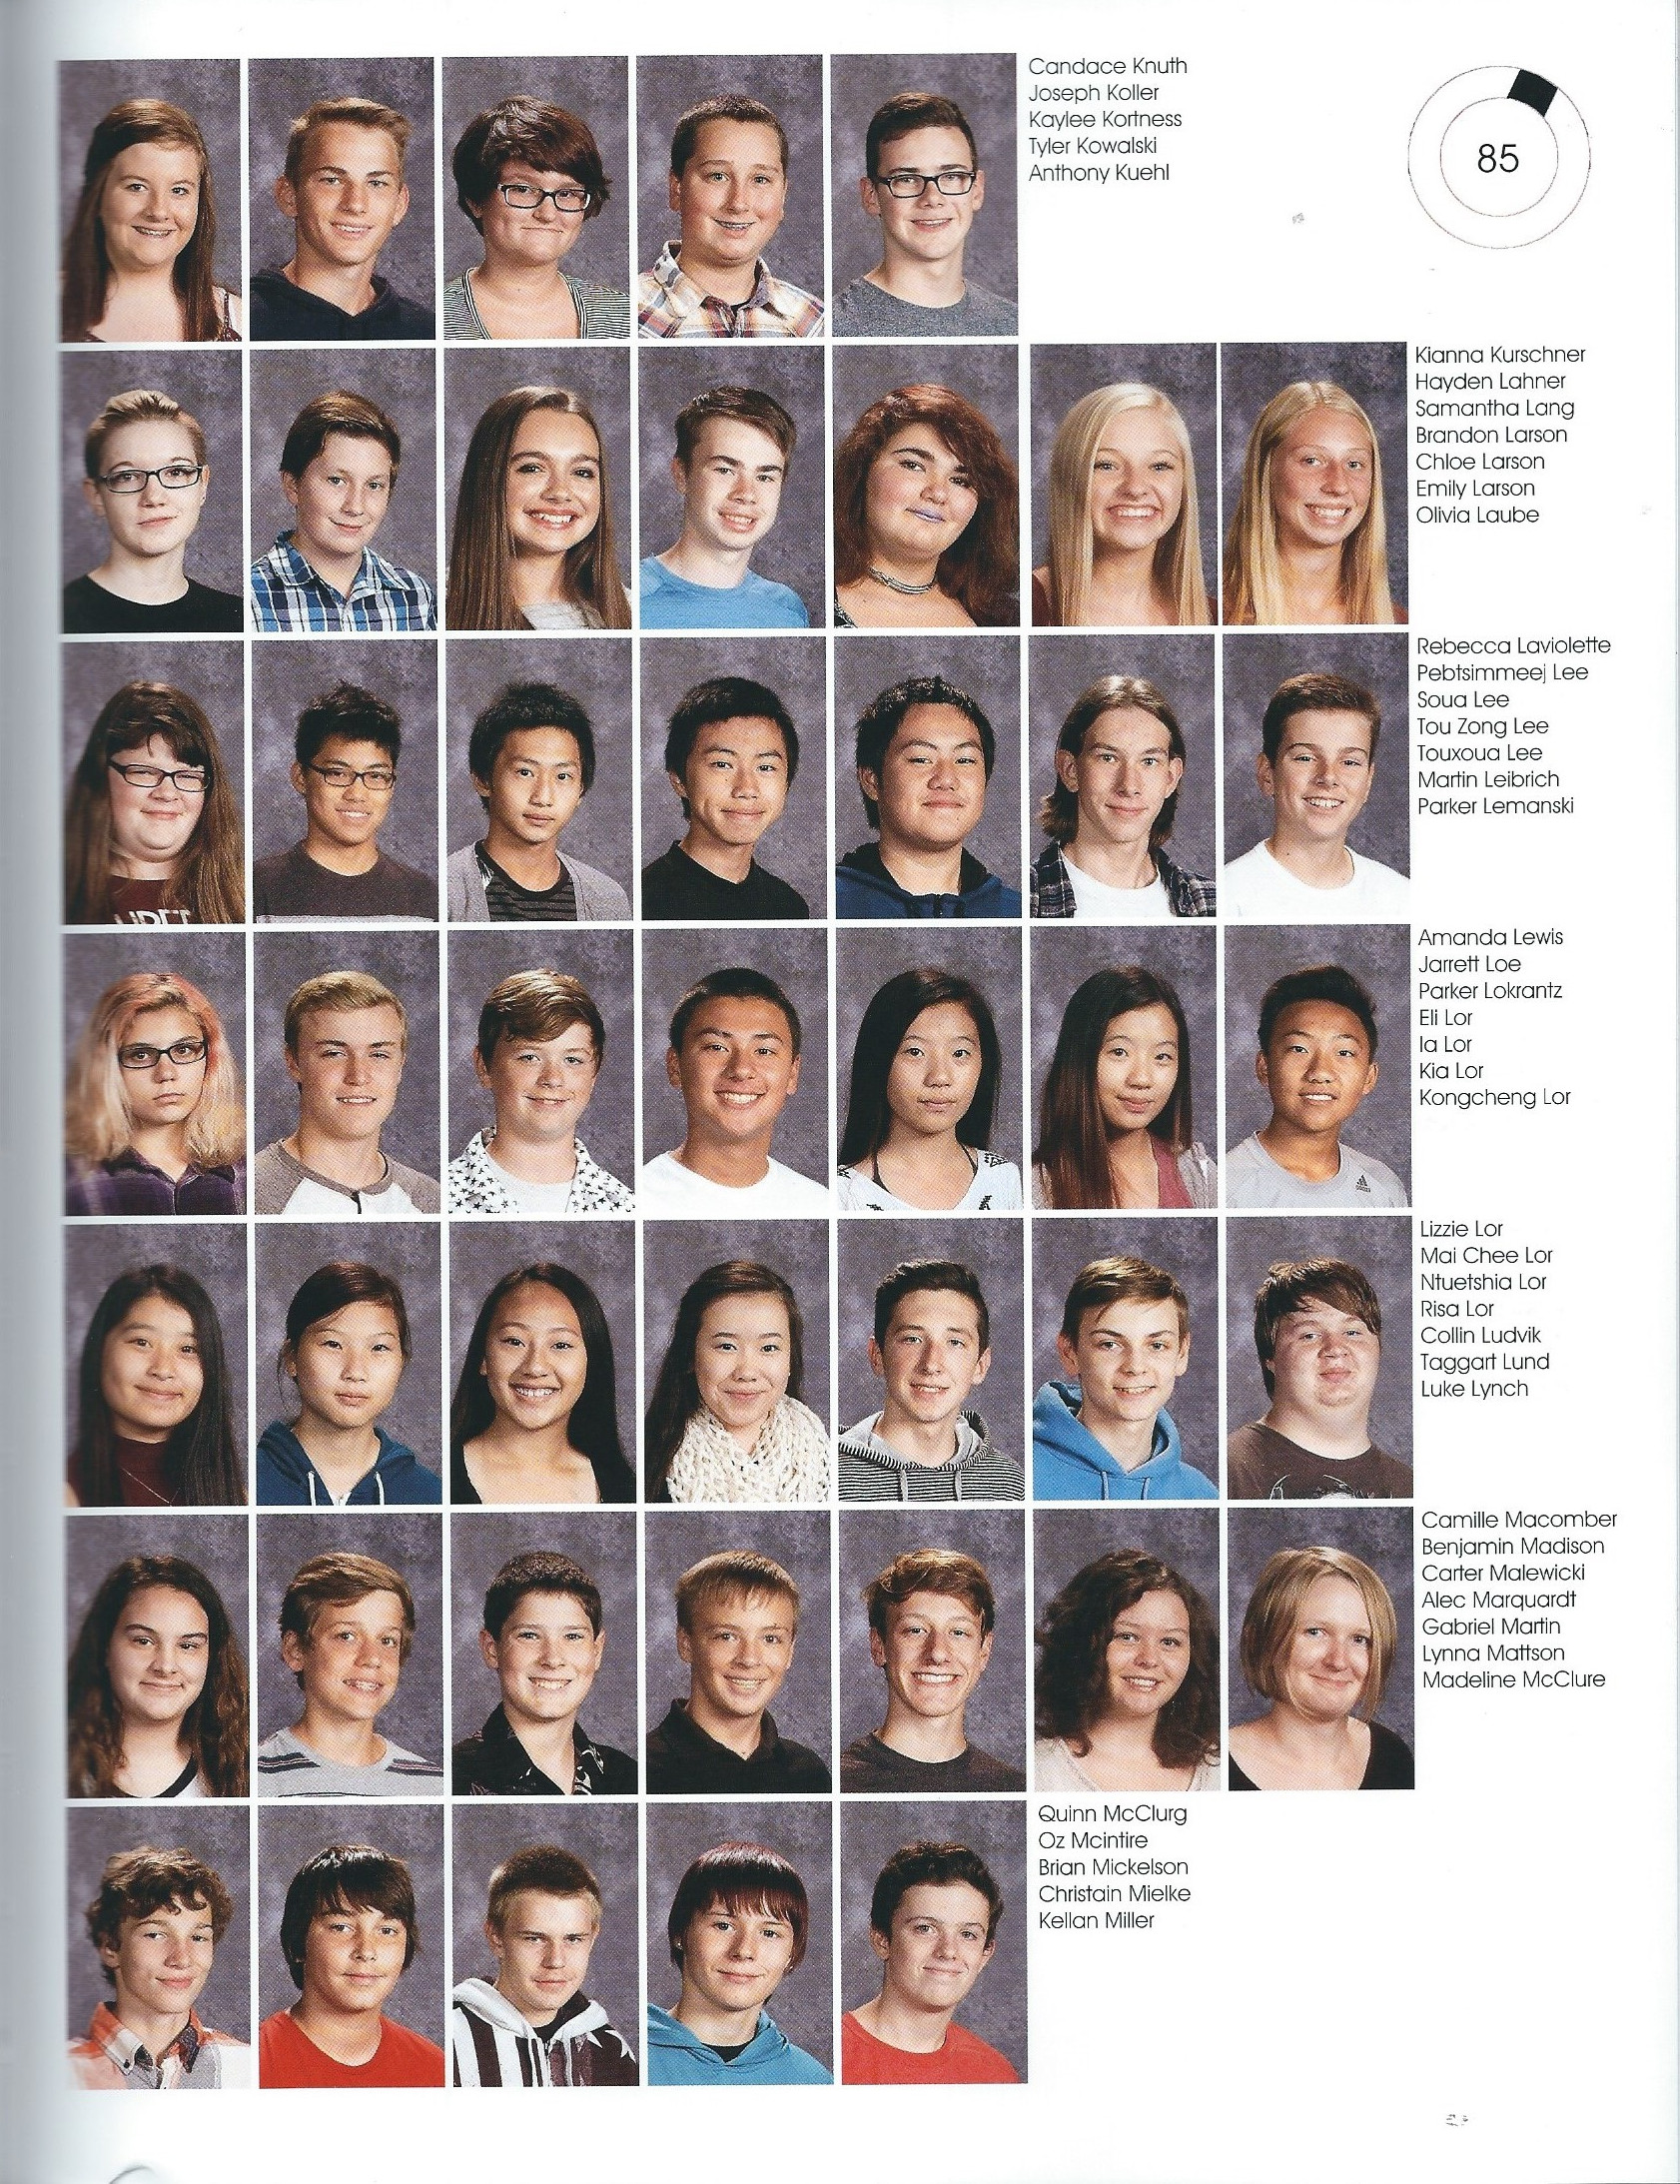 Candace Knuth
Joseph Koller
Kaylee Kortness
Tyler Kowalski
Anthony Kuehl
85
Kianna Kurschner
Hayden Lahner
Samantha Lang
Brandon Larson
Chloe Larson
Emily Larson
Olivia Laube
Rebecca Laviolette
Pebtsimmeej Lee
Soua Lee
Tou Zong Lee
Touxoua Lee
Martin Leibrich
Parker Lemanski
Amanda Lewis
Jarrett Loe
Parker Lokrantz
Eli Lor
Ia Lor
Kia Lor
Kongcheng Lor
Lizzie Lor
Mai Chee Lor
Ntuetshia Lor
Risa Lor
Collin Ludvik
Taggart Lund
Luke Lynch
Camille Macomber
Benjamin Madison
Carter Malewicki
Alec Marquardt
Gabriel Martin
Lynna Mattson
Madeline McClure
Quinn McClurg
Oz Mcintire
Brian Mickelson
Christain Mielke
Kellan Miller